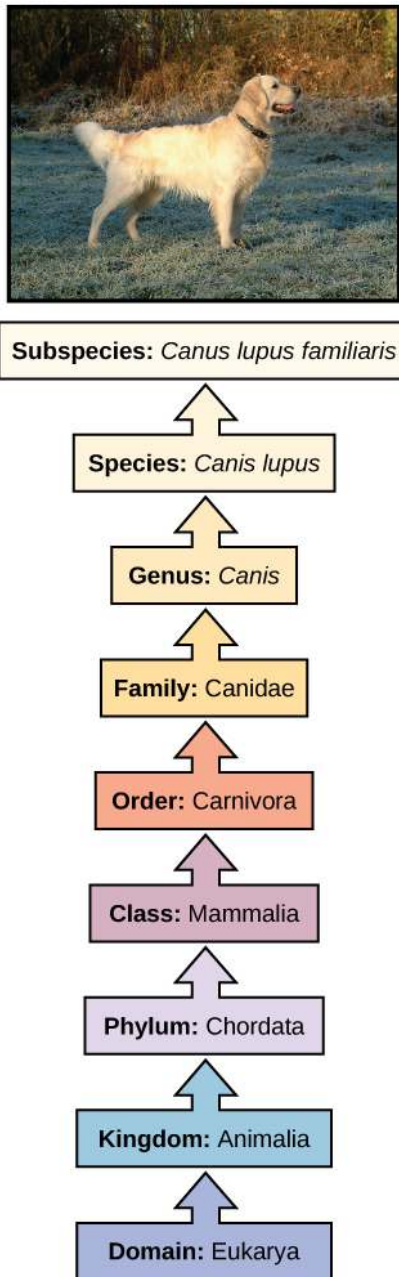 Subspecies: Canus lupus familiaris
Species: Canis lupus
Genus: Canis
Family: Canidae
Order: Carnivora
Class: Mammalia
Phylum: Chordata
Kingdom: Animalia
Domain: Eukarya